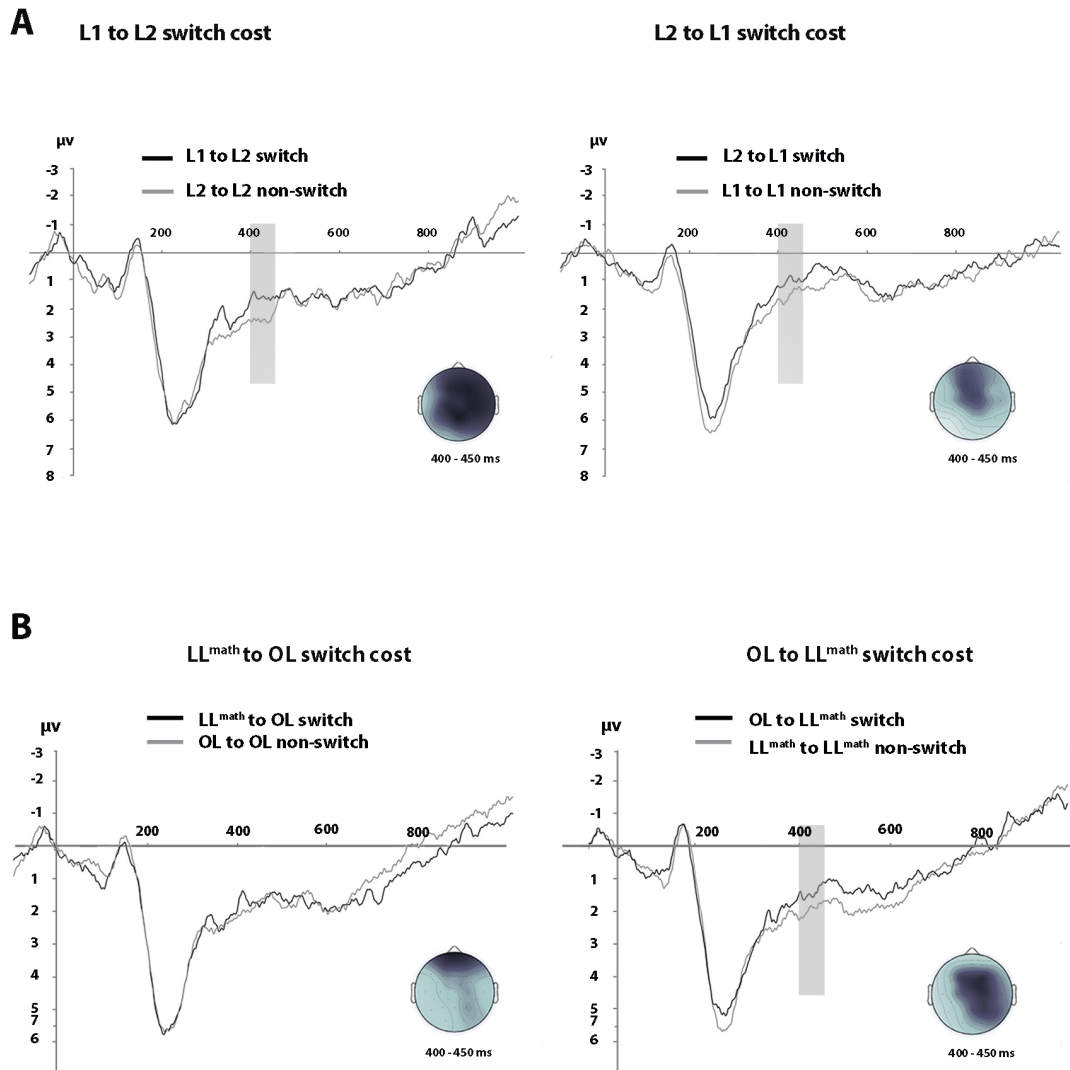 A
L1 to L2 switch cost
L2 to L1 switch cost
μv
L1 to L2 switch
L2 to L2 non-switch
-3
-2
-1
1
2
3
4
5
6
7
8
200
400
600
800
400 - 450 ms
μv
L2 to L1 switch
L1 to L1 non-switch
-3
-2
-1
1
2
3
4
5
6
7
8
200
400
600
800
400 - 450 ms
B
LLmath to OL switch cost
OL to LLmath switch cost
μv
LLmath to OL switch
OL to OL non-switch
-3
-2
-1
1
2
3
4
5
7
6
200
400
600
800
400 - 450 ms
μv
OL to LLmath switch
LLmath to LLmath non-switch
-3
-2
-1
1
2
3
4
5
7
6
200
400
600
800
400 - 450 ms